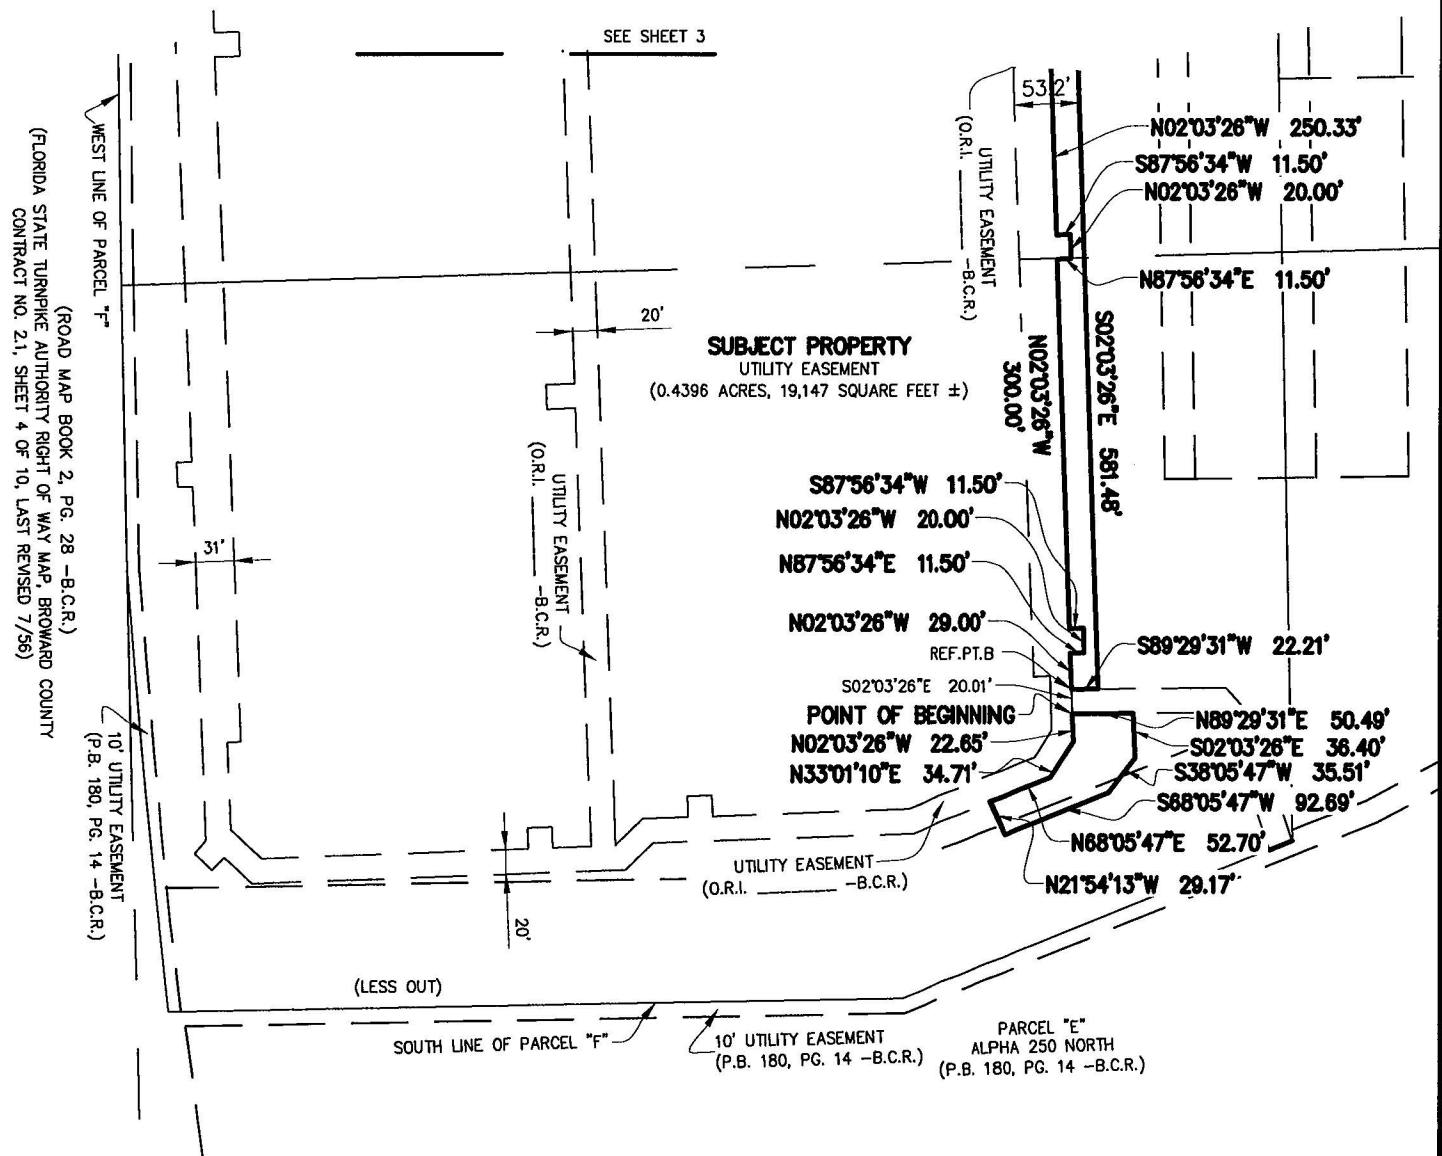 SEE SHEET 3
53.2'
N02°03'26"W 250.33'
S87°56'34"W 11.50'
N02°03'26"W 20.00'
N87°56'34"E 11.50'
UTILITY EASEMENT
(O.R.I. ________ -B.C.R.)
WEST LINE OF PARCEL "F"
(ROAD MAP BOOK 2, PG. 28 -B.C.R.)
(FLORIDA STATE TURNPIKE AUTHORITY RIGHT OF WAY MAP, BROWARD COUNTY
CONTRACT NO. 2.1, SHEET 4 OF 10, LAST REVISED 7/56)
20'
SUBJECT PROPERTY
UTILITY EASEMENT
(0.4396 ACRES, 19,147 SQUARE FEET ±)
N02°03'26"W
300.00'
S02°03'26"E 581.48'
UTILITY EASEMENT
(O.R.I. ________ -B.C.R.)
31'
S87°56'34"W 11.50'
N02°03'26"W 20.00'
N87°56'34"E 11.50'
N02°03'26"W 29.00'
REF.PT.B
S02°03'26"E 20.01'
POINT OF BEGINNING
N02°03'26"W 22.65'
N33°01'10"E 34.71'
S89°29'31"W 22.21'
N89°29'31"E 50.49'
S02°03'26"E 36.40'
S38°05'47"W 35.51'
S68°05'47"W 92.69'
N68°05'47"E 52.70'
N21°54'13"W 29.17'
UTILITY EASEMENT
(O.R.I. ________ -B.C.R.)
10' UTILITY EASEMENT
(P.B. 180, PG. 14 -B.C.R.)
20'
(LESS OUT)
SOUTH LINE OF PARCEL "F"
10' UTILITY EASEMENT
(P.B. 180, PG. 14 -B.C.R.)
PARCEL "E"
ALPHA 250 NORTH
(P.B. 180, PG. 14 -B.C.R.)